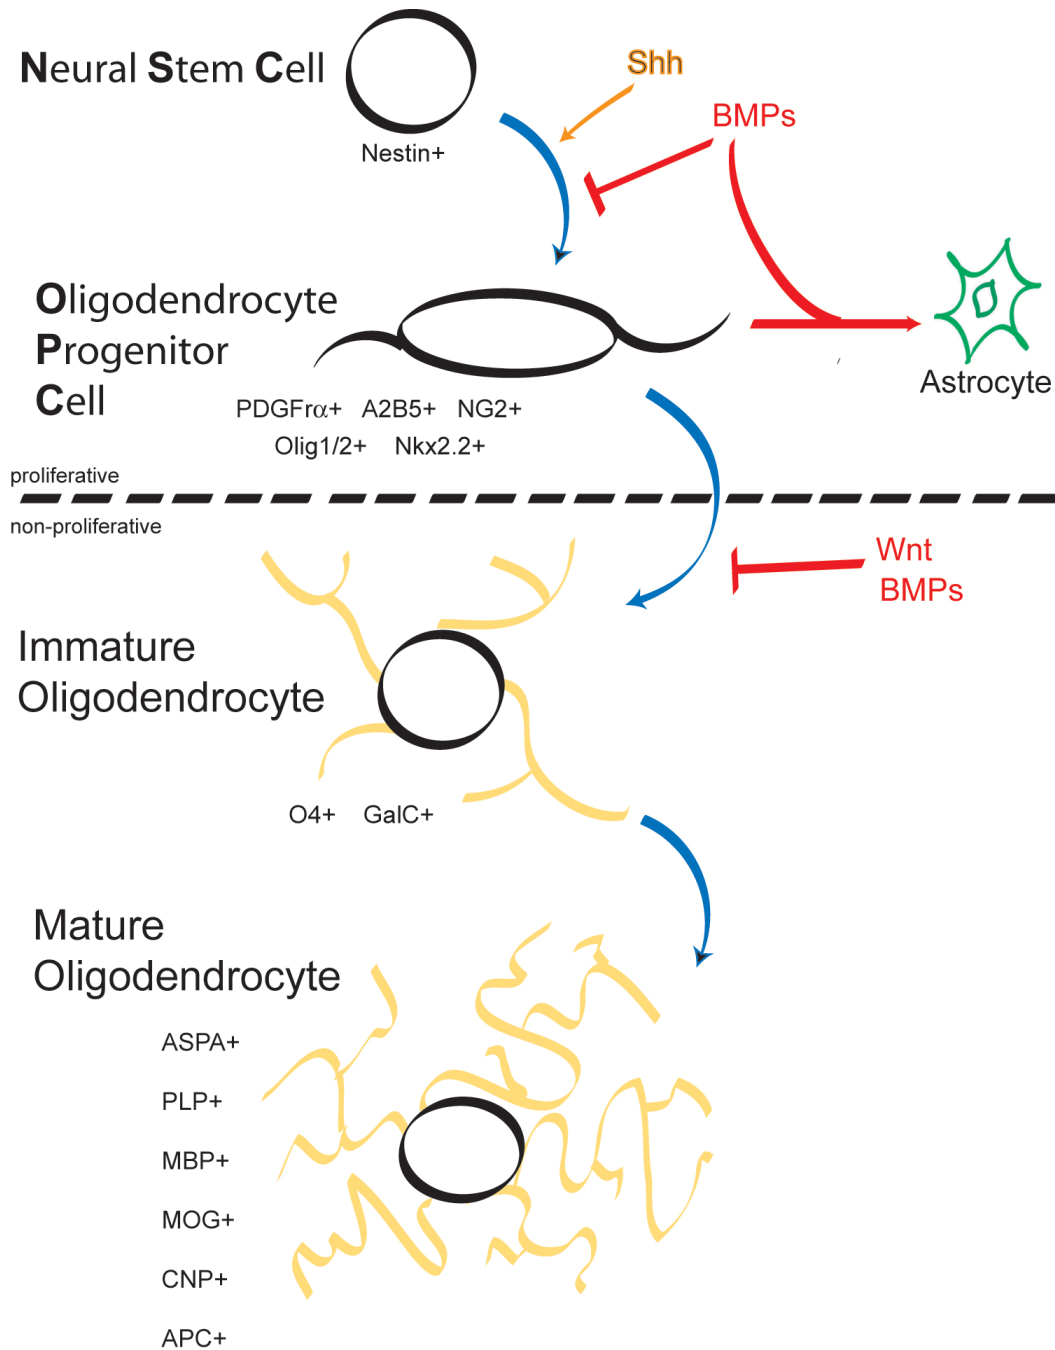 Neural Stem Cell
Nestin+
Shh
BMPs
Oligodendrocyte
Progenitor
Cell
PDGFrα+ A2B5+ NG2+
Olig1/2+ Nkx2.2+
Astrocyte
proliferative
non-proliferative
Wnt
BMPs
Immature
Oligodendrocyte
O4+ GalC+
Mature
Oligodendrocyte
ASPA+
PLP+
MBP+
MOG+
CNP+
APC+